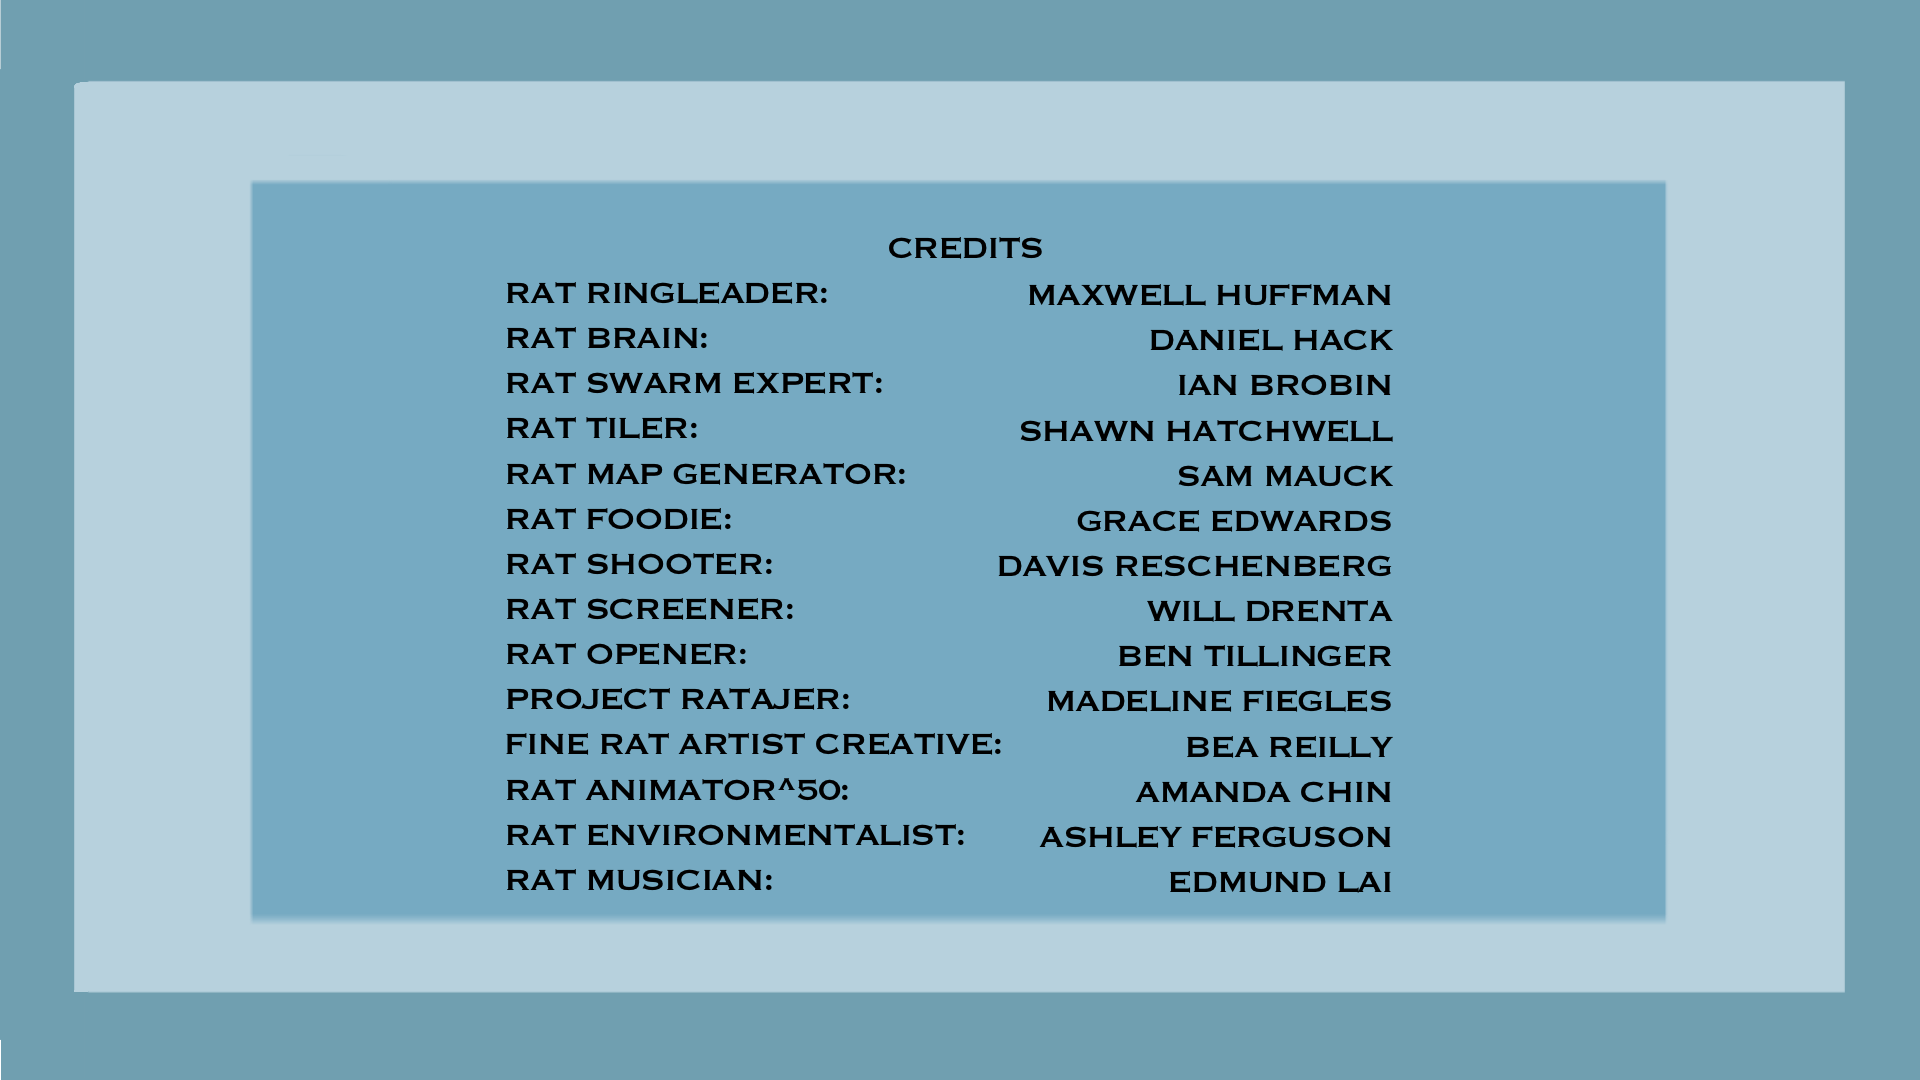 CREDITS
RAT RINGLEADER: MAXWELL HUFFMAN
RAT BRAIN: DANIEL HACK
RAT SWARM EXPERT: IAN BROBIN
RAT TILER: SHAWN HATCHWELL
RAT MAP GENERATOR: SAM MAUCK
RAT FOODIE: GRACE EDWARDS
RAT SHOOTER: DAVIS RESCHENBERG
RAT SCREENER: WILL DRENTA
RAT OPENER: BEN TILLINGER
PROJECT RATAJER: MADELINE FIEGLES
FINE RAT ARTIST CREATIVE: BEA REILLY
RAT ANIMATOR^50: AMANDA CHIN
RAT ENVIRONMENTALIST: ASHLEY FERGUSON
RAT MUSICIAN: EDMUND LAI